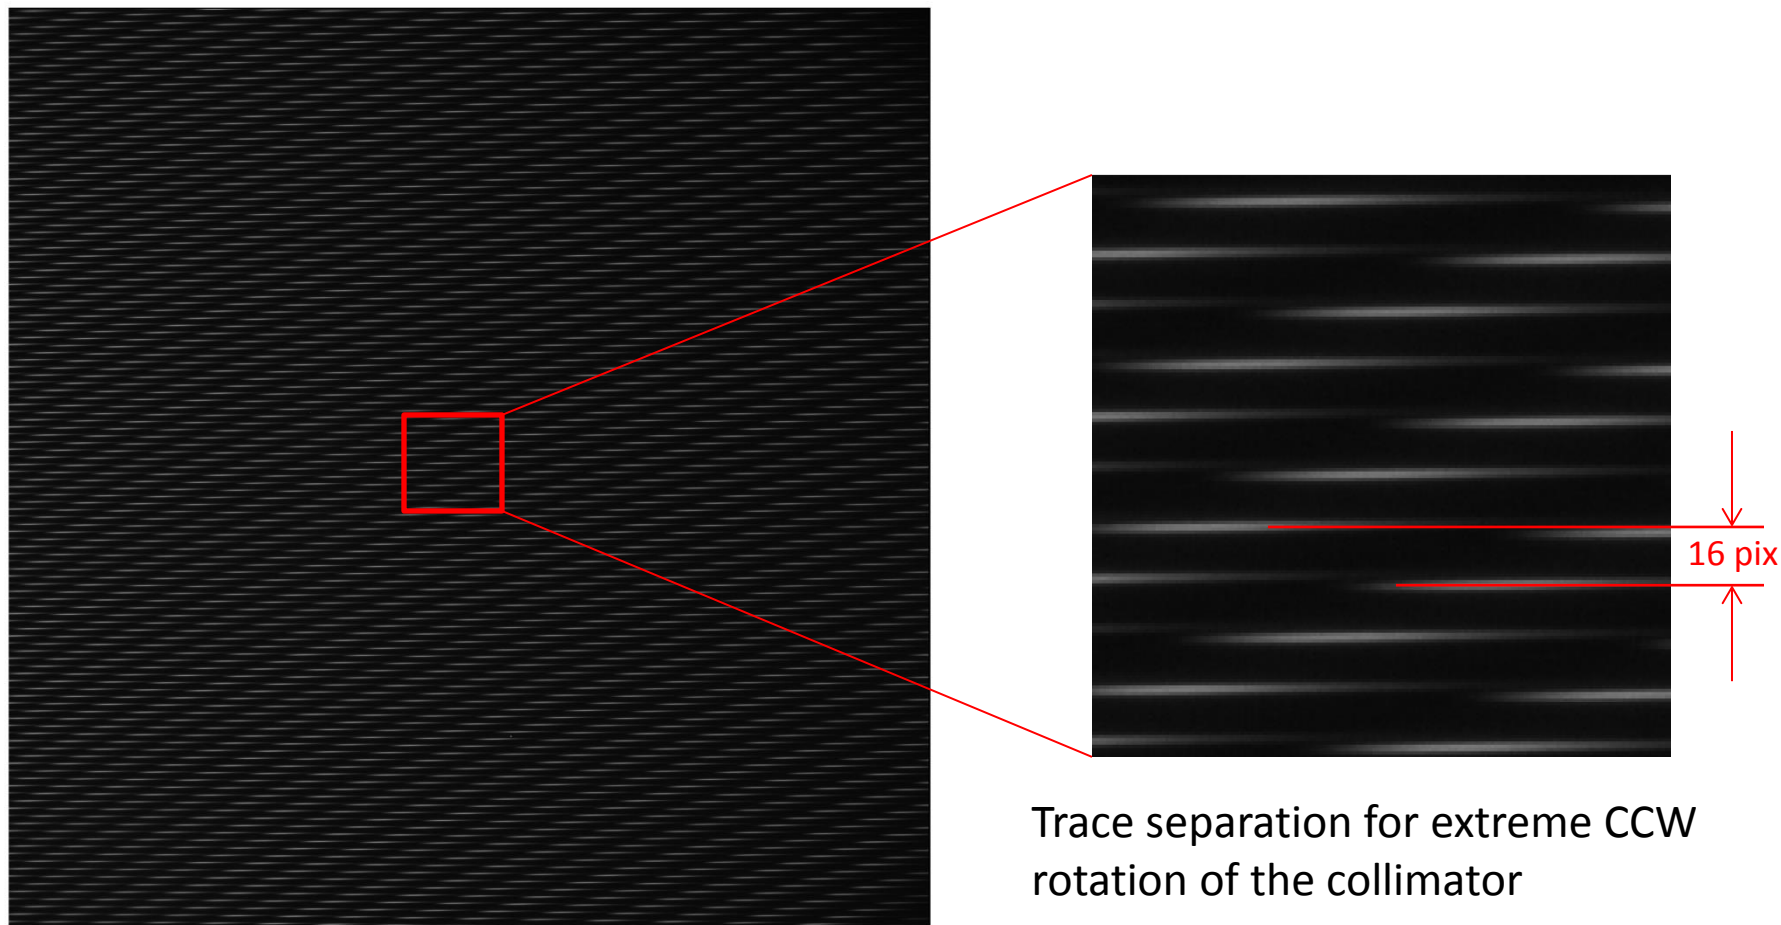 16 pix
Trace separation for extreme CCW
rotation of the collimator